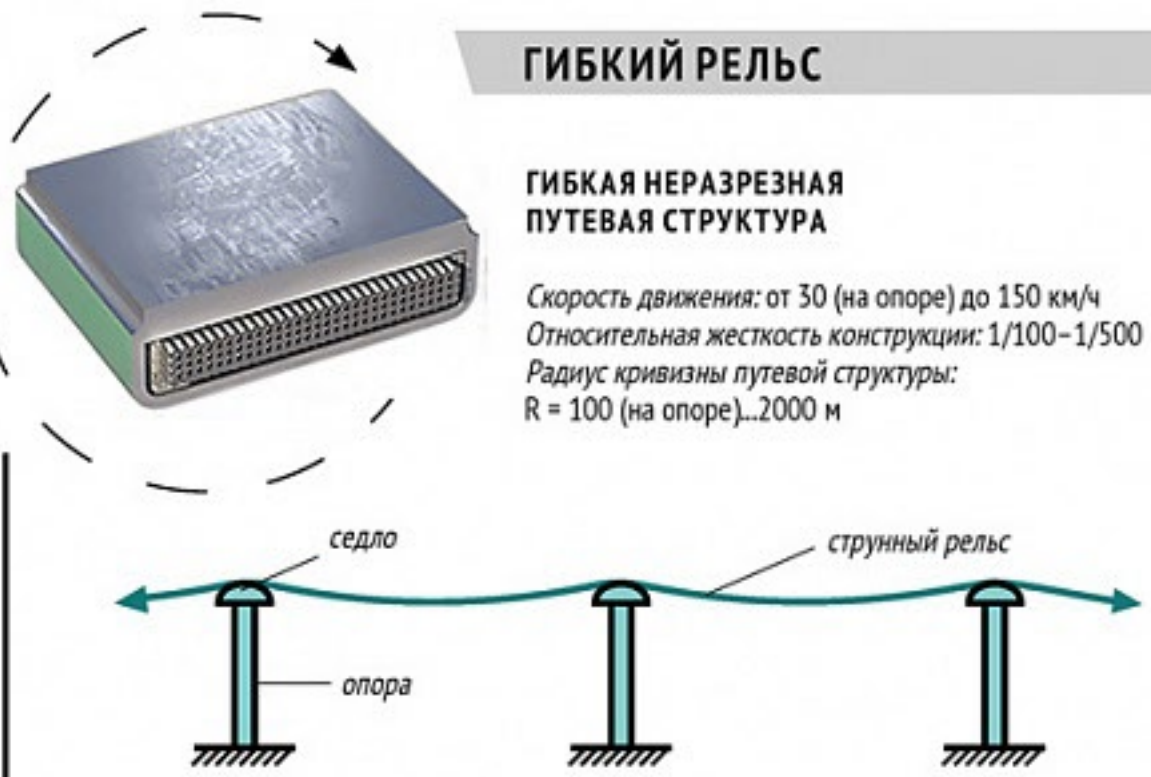 ГИБКИЙ РЕЛЬС
ГИБКАЯ НЕРАЗРЕЗНАЯ
ПУТЕВАЯ СТРУКТУРА
Скорость движения: от 30 (на опоре) до 150 км/ч
Относительная жесткость конструкции: 1/100–1/500
Радиус кривизны путевой структуры:
R = 100 (на опоре)...2000 м
седло
струнный рельс
опора